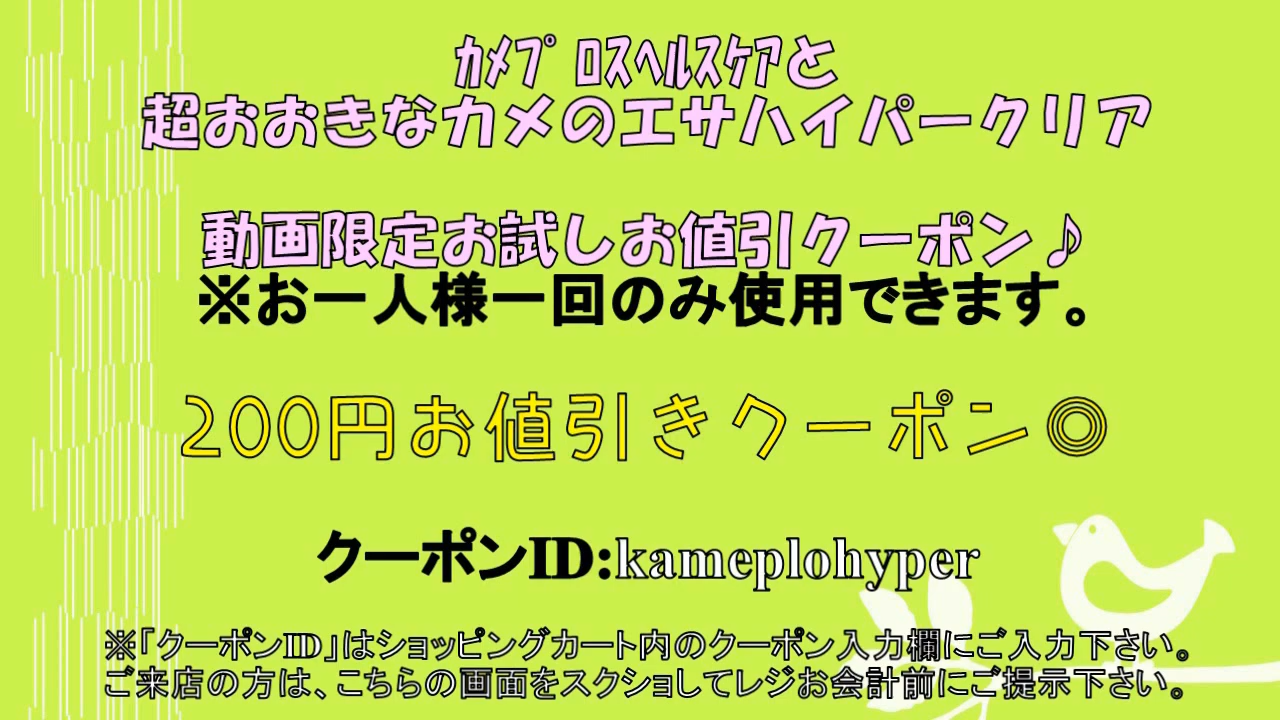 ｶﾒﾌﾟﾛｽﾍﾙｽｹｱと
超おおきなカメのエサハイパークリア
動画限定お試しお値引クーポン♪
※お一人様一回のみ使用できます。
200円お値引きクーポン◎
クーポンID:kameplohyper
※「クーポンID」はショッピングカート内のクーポン入力欄にご入力下さい。
ご来店の方は、こちらの画面をスクショしてレジお会計前にご提示下さい。